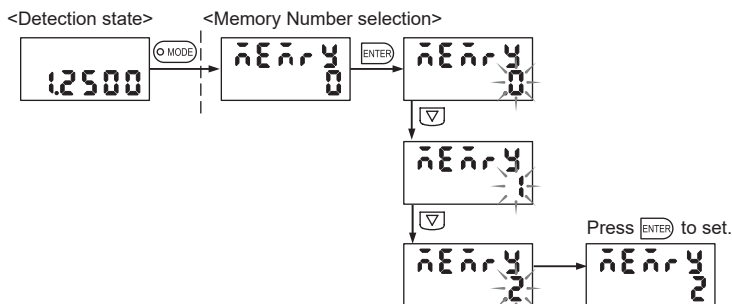 <Detection state>
<Memory Number selection>
MODE
1.2500
mEmrY
0
ENTER
mEmrY
0
mEmrY
1
Press ENTER to set.
mEmrY
2
mEmrY
2